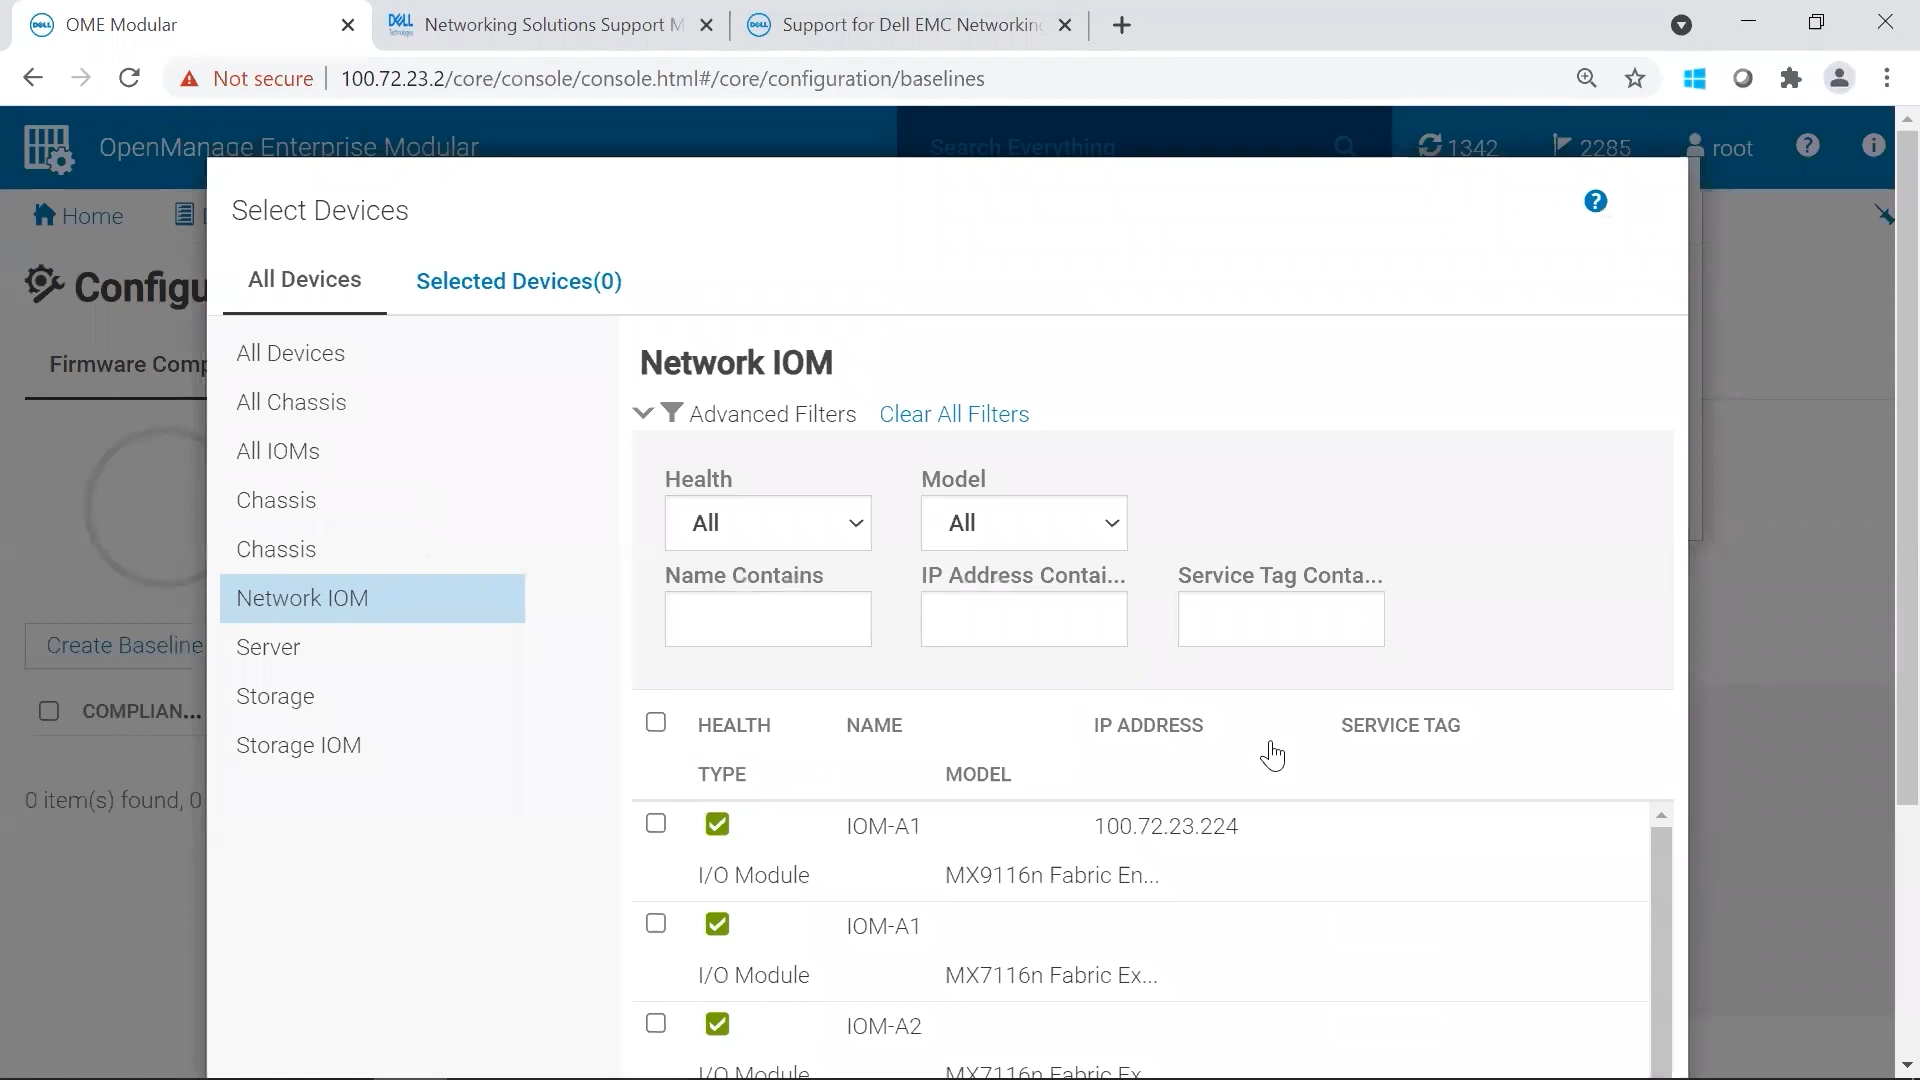 OME Modular
Networking Solutions Support M
Support for Dell EMC Networking
Not secure
100.72.23.2/core/console/console.html#/core/configuration/baselines
OpenManage Enterprise Modular
Search Everything
1342
2285
root
Home
Select Devices
Configu
All Devices
Selected Devices(0)
Firmware Comp
All Devices
All Chassis
All IOMs
Chassis
Chassis
Network IOM
Server
Storage
Storage IOM
Create Baseline
COMPLIAN...
0 item(s) found, 0
Network IOM
Advanced Filters Clear All Filters
Health Model
All All
Name Contains IP Address Contai... Service Tag Conta...
HEALTH NAME IP ADDRESS SERVICE TAG
TYPE MODEL
IOM-A1 100.72.23.224
I/O Module MX9116n Fabric En...
IOM-A1
I/O Module MX7116n Fabric Ex...
IOM-A2
I/O Module MX7116n Fabric Ex